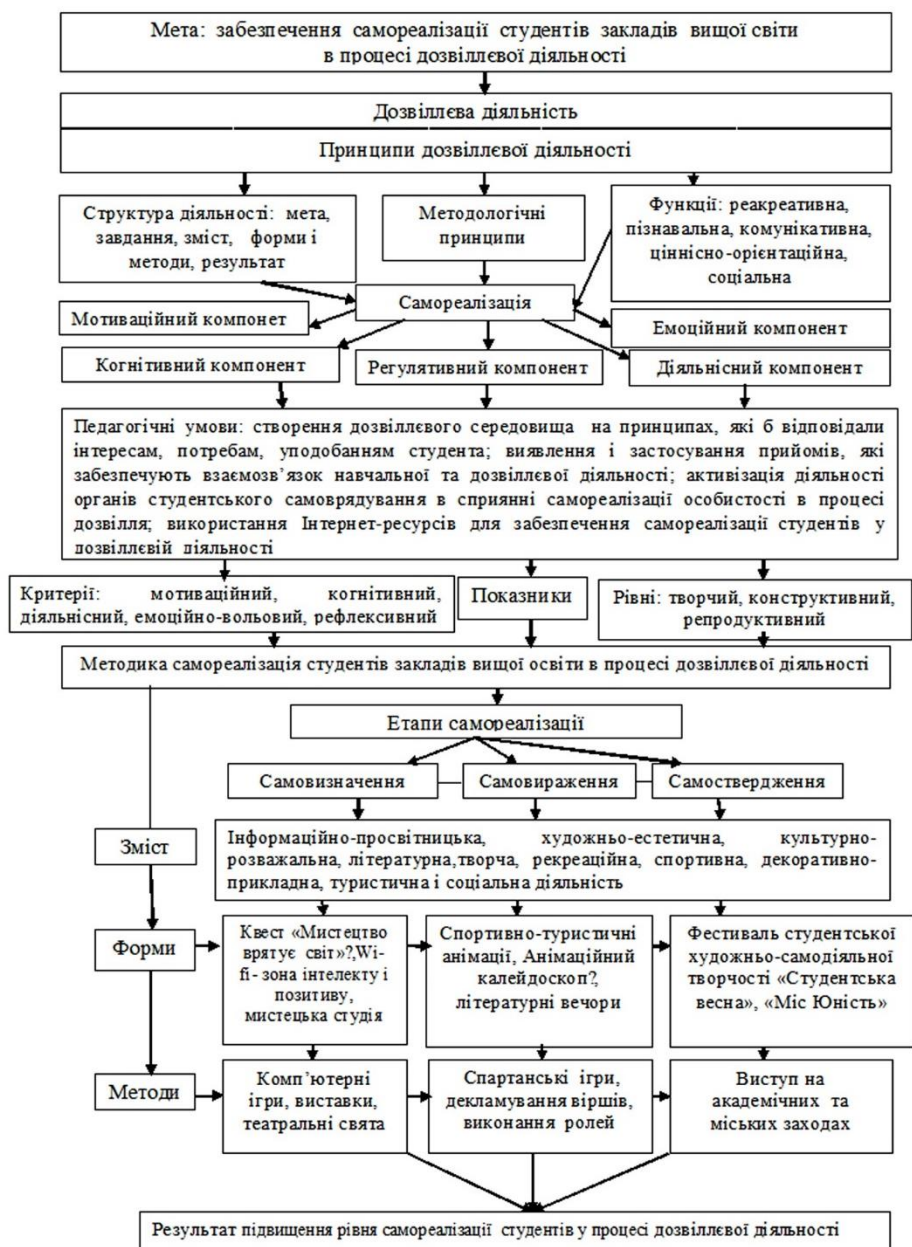 Мета: забезпечення самореалізації студентів закладів вищої світи
в процесі дозвіллєвої діяльності
Дозвіллєва діяльність
Принципи дозвіллєвої діяльності
Структура діяльності: мета,
завдання, зміст, форми і
методи, результат
Методологічні
принципи
Функції: реакреативна,
пізнавальна, комунікативна,
ціннісно-орієнтаційна,
соціальна
Самореалізація
Мотиваційний компонет
Емоційний компонент
Когнітивний компонент
Регулятивний компонент
Діяльнісний компонент
Педагогічні умови: створення дозвіллєвого середовища на принципах, які б відповідали
інтересам, потребам, уподобанням студента; виявлення і застосування прийомів, які
забезпечують взаємозв’язок навчальної та дозвіллєвої діяльності; активізація діяльності
органів студентського самоврядування в сприянні самореалізації особистості в процесі
дозвілля; використання Інтернет-ресурсів для забезпечення самореалізації студентів у
дозвіллєвій діяльності
Критерії: мотиваційний, когнітивний,
діяльнісний, емоційно-вольовий, рефлексивний
Показники
Рівні: творчий, конструктивний,
репродуктивний
Методика самореалізація студентів закладів вищої освіти в процесі дозвіллєвої діяльності
Етапи самореалізації
Самовизначення
Самовираження
Самоствердження
Зміст
Інформаційно-просвітницька, художньо-естетична, культурно-
розважальна, літературна,творча, рекреаційна, спортивна, декоративно-
прикладна, туристична і соціальна діяльність
Форми
Квест «Мистецтво
врятує світ»?,Wi-
fi- зона інтелекту і
позитиву,
мистецька студія
Спортивно-туристичні
анімації, Анімаційний
калейдоскоп?,
літературні вечори
Фестиваль студентської
художньо-самодіяльної
творчості «Студентська
весна», «Міс Юність»
Методи
Комп’ютерні
ігри, виставки,
театральні свята
Спартанські ігри,
декламування віршів,
виконання ролей
Виступ на
академічних та
міських заходах
Результат підвищення рівня самореалізації студентів у процесі дозвіллєвої діяльності